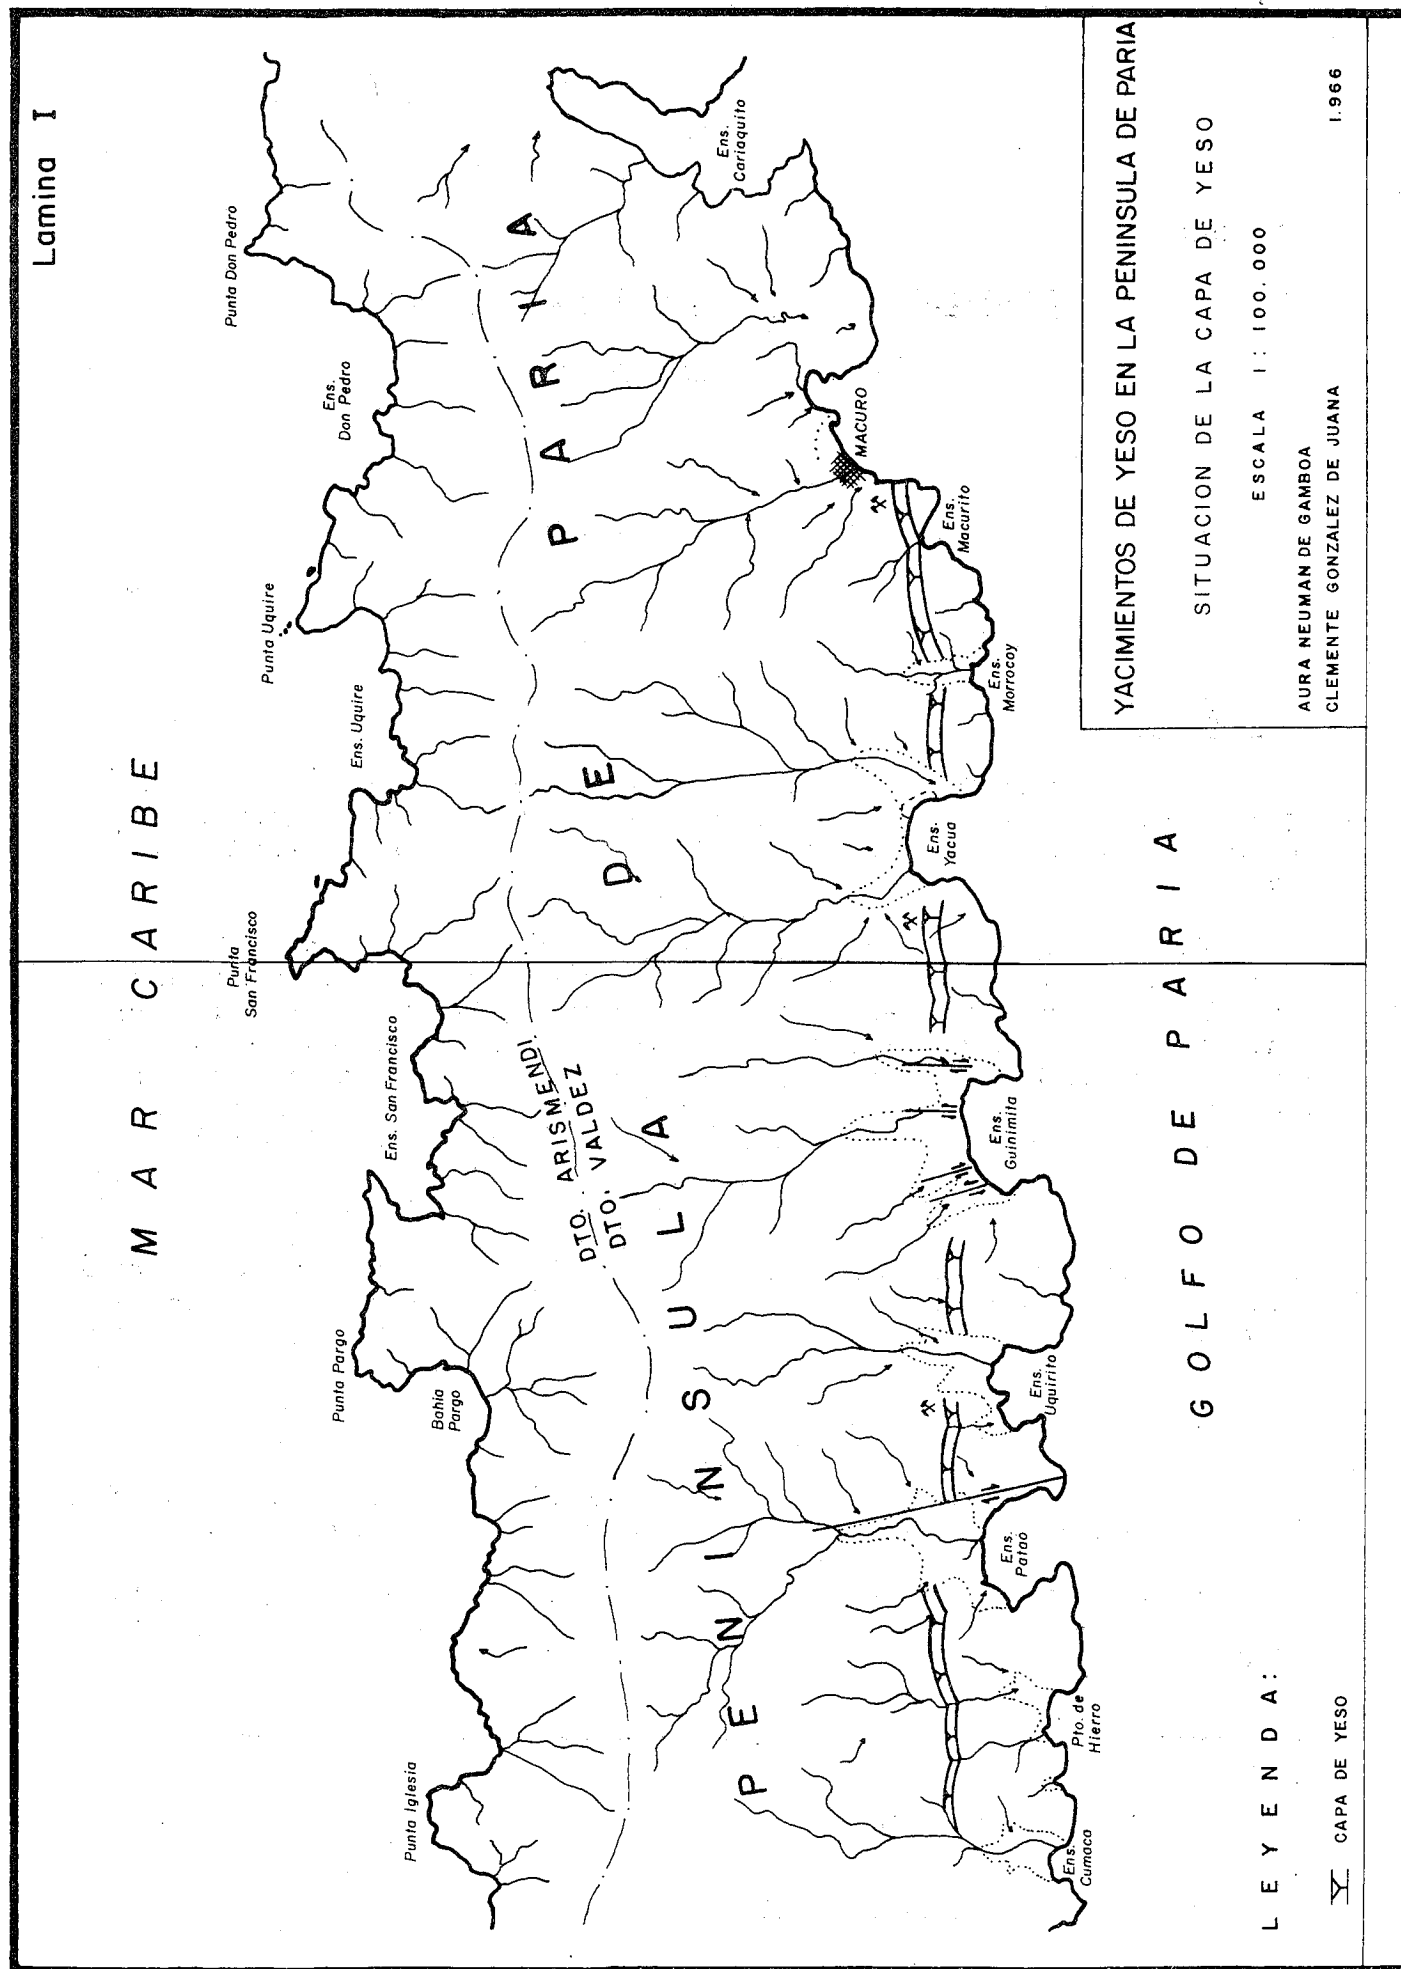 Lamina I
MAR CARIBE
Punta Iglesia
Bahia
Pargo
Punta Pargo
Ens. San Francisco
Punta
San Francisco
Ens. Uquire
Punta Uquire
Ens.
Don Pedro
Punta Don Pedro
DTO. ARISMENDI
DTO. VALDEZ
PENINSULA DE PARIA
Ens.
Cumaca
Pto. de
Hierro
Ens.
Patao
Ens.
Uquirito
Ens.
Guinimita
Ens.
Yacua
Ens.
Morrocoy
Ens.
Macurito
MACURO
Ens.
Cariaquito
GOLFO DE PARIA
LEYENDA:
Y CAPA DE YESO
YACIMIENTOS DE YESO EN LA PENINSULA DE PARIA
SITUACION DE LA CAPA DE YESO
ESCALA 1:100.000
AURA NEUMAN DE GAMBOA
CLEMENTE GONZALEZ DE JUANA
1.966